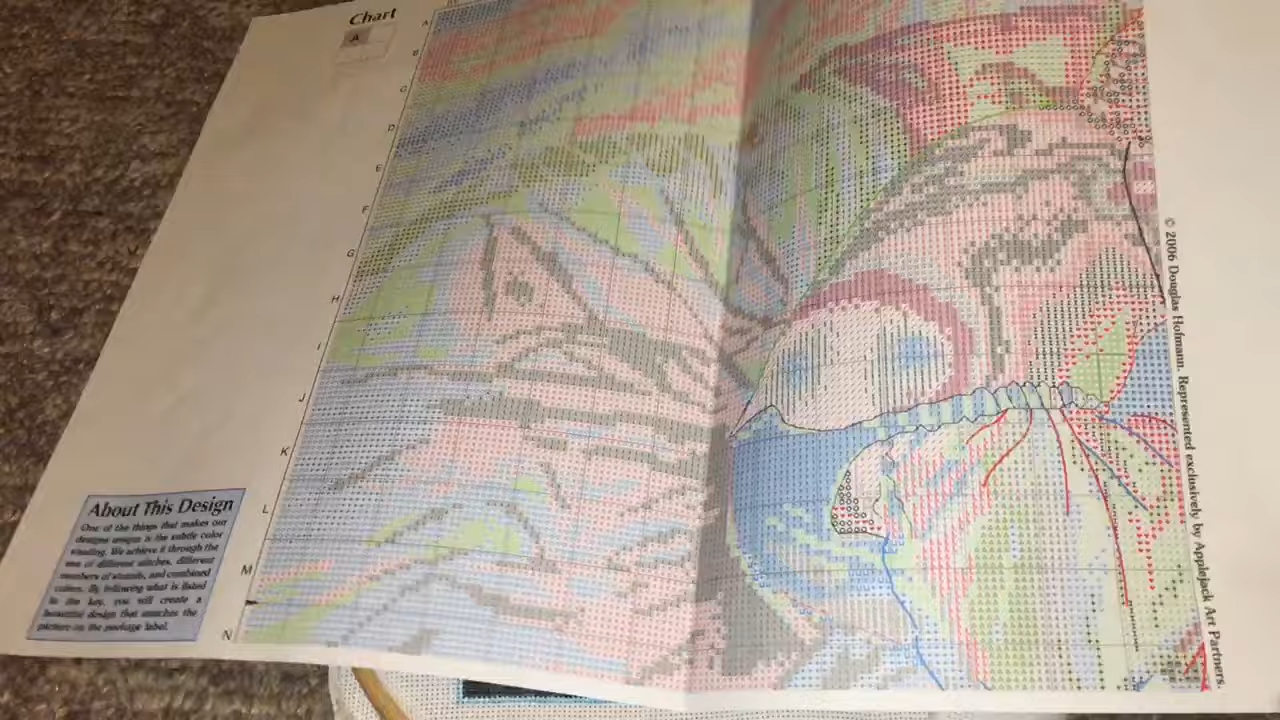 Chart
A
A
B
C
D
E
F
G
H
I
J
K
L
M
N
About This Design
One of the things that makes our
designs unique is the subtle color
shading. We achieve it through the
use of different stitches, different
numbers of strands, and combined
colors. By following what is listed
in the key, you will create a
beautiful design that matches the
picture on the package label.
© 2006 Douglas Hofmann. Represented exclusively by Applejack Art Partners.